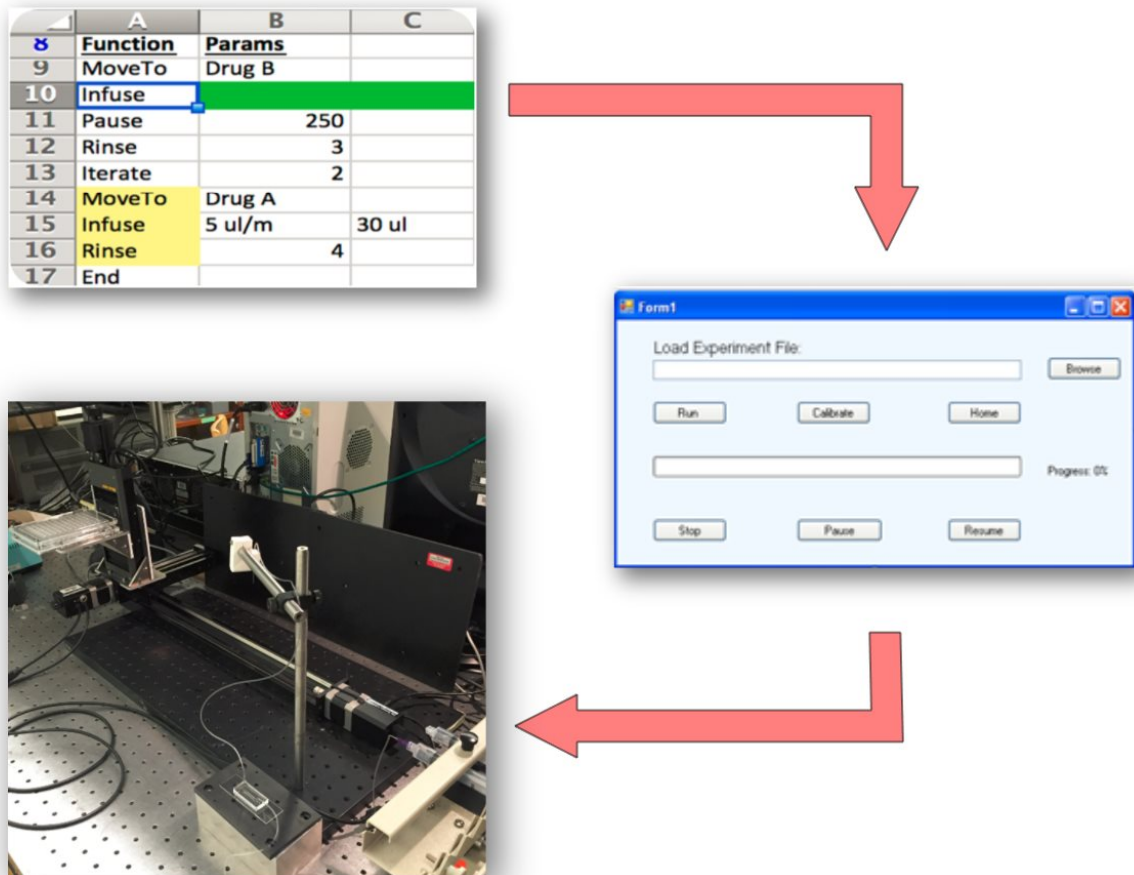 A B C
8 Function Params
9 MoveTo Drug B
10 Infuse
11 Pause 250
12 Rinse 3
13 Iterate 2
14 MoveTo Drug A
15 Infuse 5 ul/m 30 ul
16 Rinse 4
17 End
Form1
Load Experiment File:
Browse
Run Calibrate Home
Progress: 0%
Stop Pause Resume